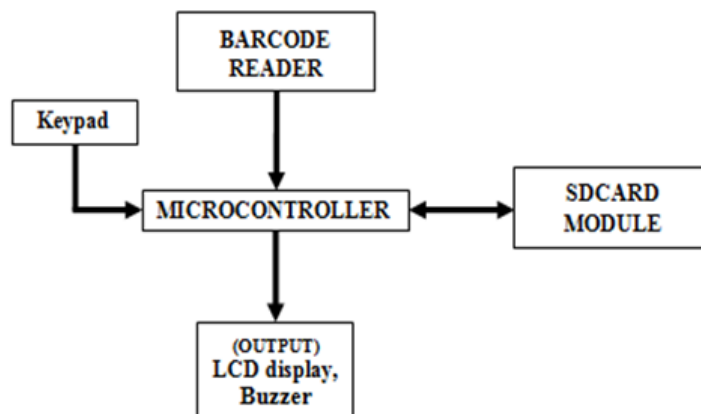 BARCODE
READER
Keypad
MICROCONTROLLER
SDCARD
MODULE
(OUTPUT)
LCD display,
Buzzer